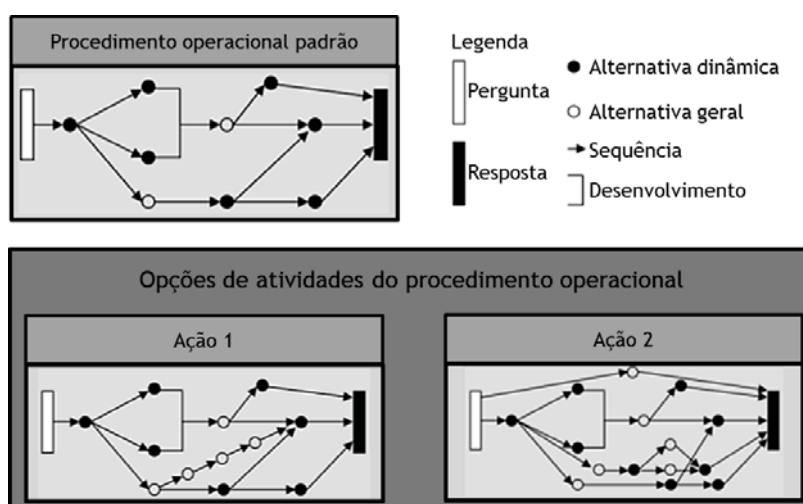 Procedimento operacional padrão
Legenda
Pergunta
Resposta
Alternativa dinâmica
Alternativa geral
Sequência
Desenvolvimento
Opções de atividades do procedimento operacional
Ação 1
Ação 2